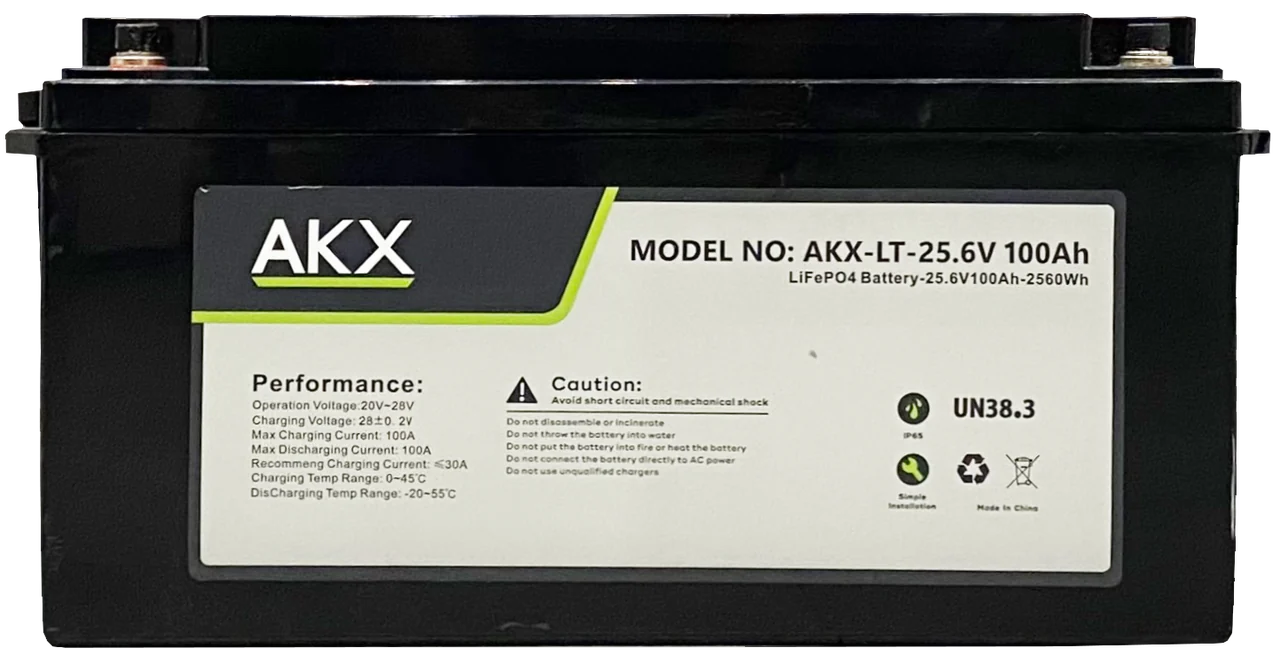 AKX
MODEL NO: AKX-LT-25.6V 100Ah
LiFePO4 Battery-25.6V100Ah-2560Wh
Performance:
Operation Voltage:20V~28V
Charging Voltage: 28±0. 2V
Max Charging Current: 100A
Max Discharging Current: 100A
Recommeng Charging Current: ≤30A
Charging Temp Range: 0~45℃
DisCharging Temp Range: -20~55℃
Caution:
Avoid short circuit and mechanical shock
Do not disassemble or incinerate
Do not throw the battery into water
Do not put the battery into fire or heat the battery
Do not connect the battery directly to AC power
Do not use unqualified chargers
IP65
UN38.3
Simple
Installation
Made In China